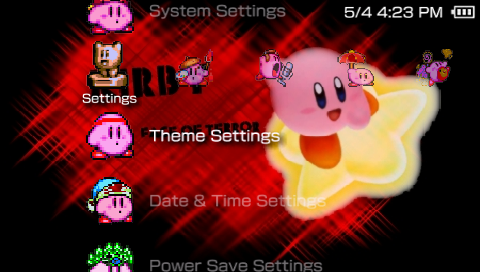 System Settings
5/4 4:23 PM
Settings
Theme Settings
Date & Time Settings
Power Save Settings